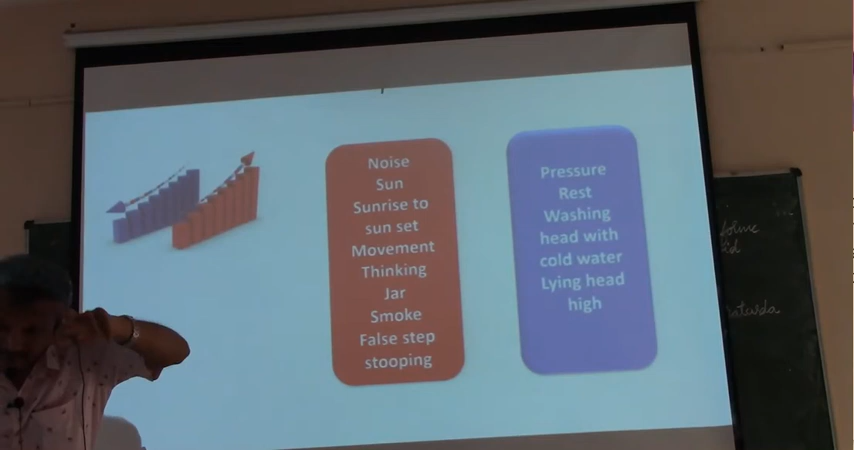 Noise
Sun
Sunrise to
sun set
Movement
Thinking
Jar
Smoke
False step
stooping
Pressure
Rest
Washing
head with
cold water
Lying head
high